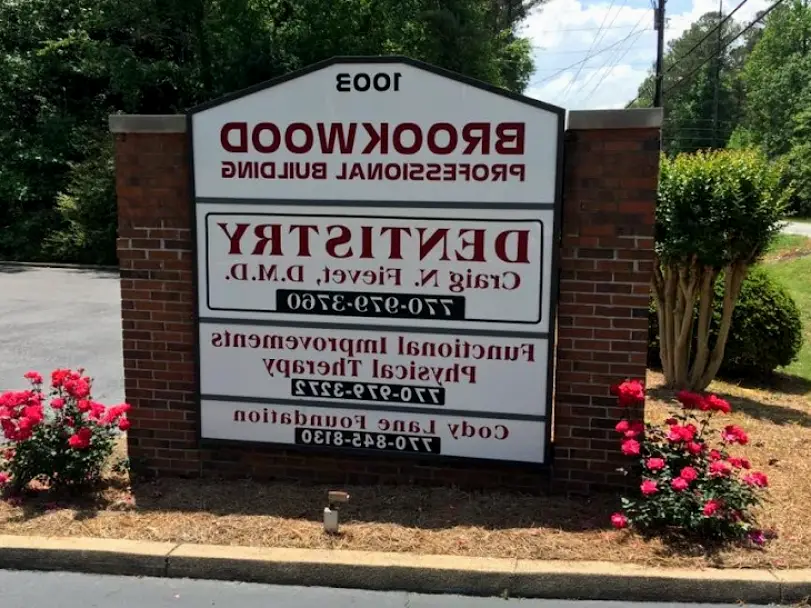 1003
BROOKWOOD
PROFESSIONAL BUILDING
DENTISTRY
Craig N. Fievet, D.M.D.
770-979-3760
Functional Improvements
Physical Therapy
770-979-3272
Cody Lane Foundation
770-845-8130